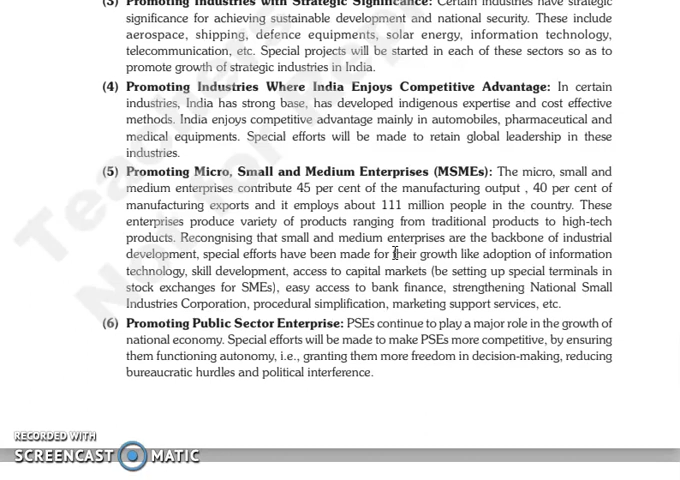 (3) Promoting Industries with Strategic Significance: Certain industries have strategic
significance for achieving sustainable development and national security. These include
aerospace, shipping, defence equipments, solar energy, information technology,
telecommunication, etc. Special projects will be started in each of these sectors so as to
promote growth of strategic industries in India.
(4) Promoting Industries Where India Enjoys Competitive Advantage: In certain
industries, India has strong base, has developed indigenous expertise and cost effective
methods. India enjoys competitive advantage mainly in automobiles, pharmaceutical and
medical equipments. Special efforts will be made to retain global leadership in these
industries.
(5) Promoting Micro, Small and Medium Enterprises (MSMEs): The micro, small and
medium enterprises contribute 45 per cent of the manufacturing output , 40 per cent of
manufacturing exports and it employs about 111 million people in the country. These
enterprises produce variety of products ranging from traditional products to high-tech
products. Recongnising that small and medium enterprises are the backbone of industrial
development, special efforts have been made for their growth like adoption of information
technology, skill development, access to capital markets (be setting up special terminals in
stock exchanges for SMEs), easy access to bank finance, strengthening National Small
Industries Corporation, procedural simplification, marketing support services, etc.
(6) Promoting Public Sector Enterprise: PSEs continue to play a major role in the growth of
national economy. Special efforts will be made to make PSEs more competitive, by ensuring
them functioning autonomy, i.e., granting them more freedom in decision-making, reducing
bureaucratic hurdles and political interference.
RECORDED WITH
SCREENCAST MATIC